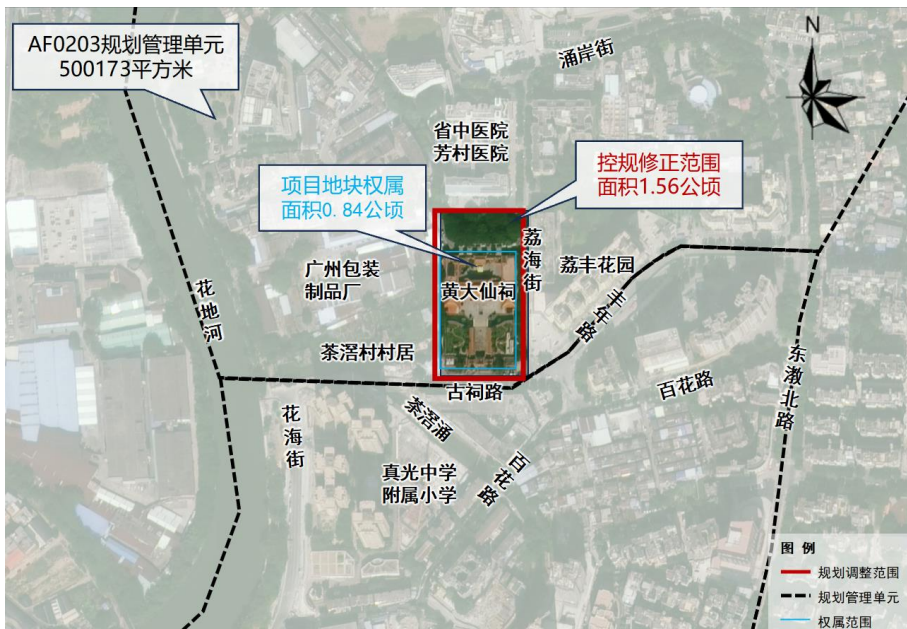 AF0203规划管理单元
500173平方米
N
涌岸街
省中医院
芳村医院
控规修正范围
面积1.56公顷
项目地块权属
面积0.84公顷
荔海街
荔丰花园
广州包装
制品厂
黄大仙祠
花地河
丰年路
茶滘村村居
东漖北路
古祠路
百花路
花海街
茶滘涌
百花路
真光中学
附属小学
图 例
规划调整范围
规划管理单元
权属范围